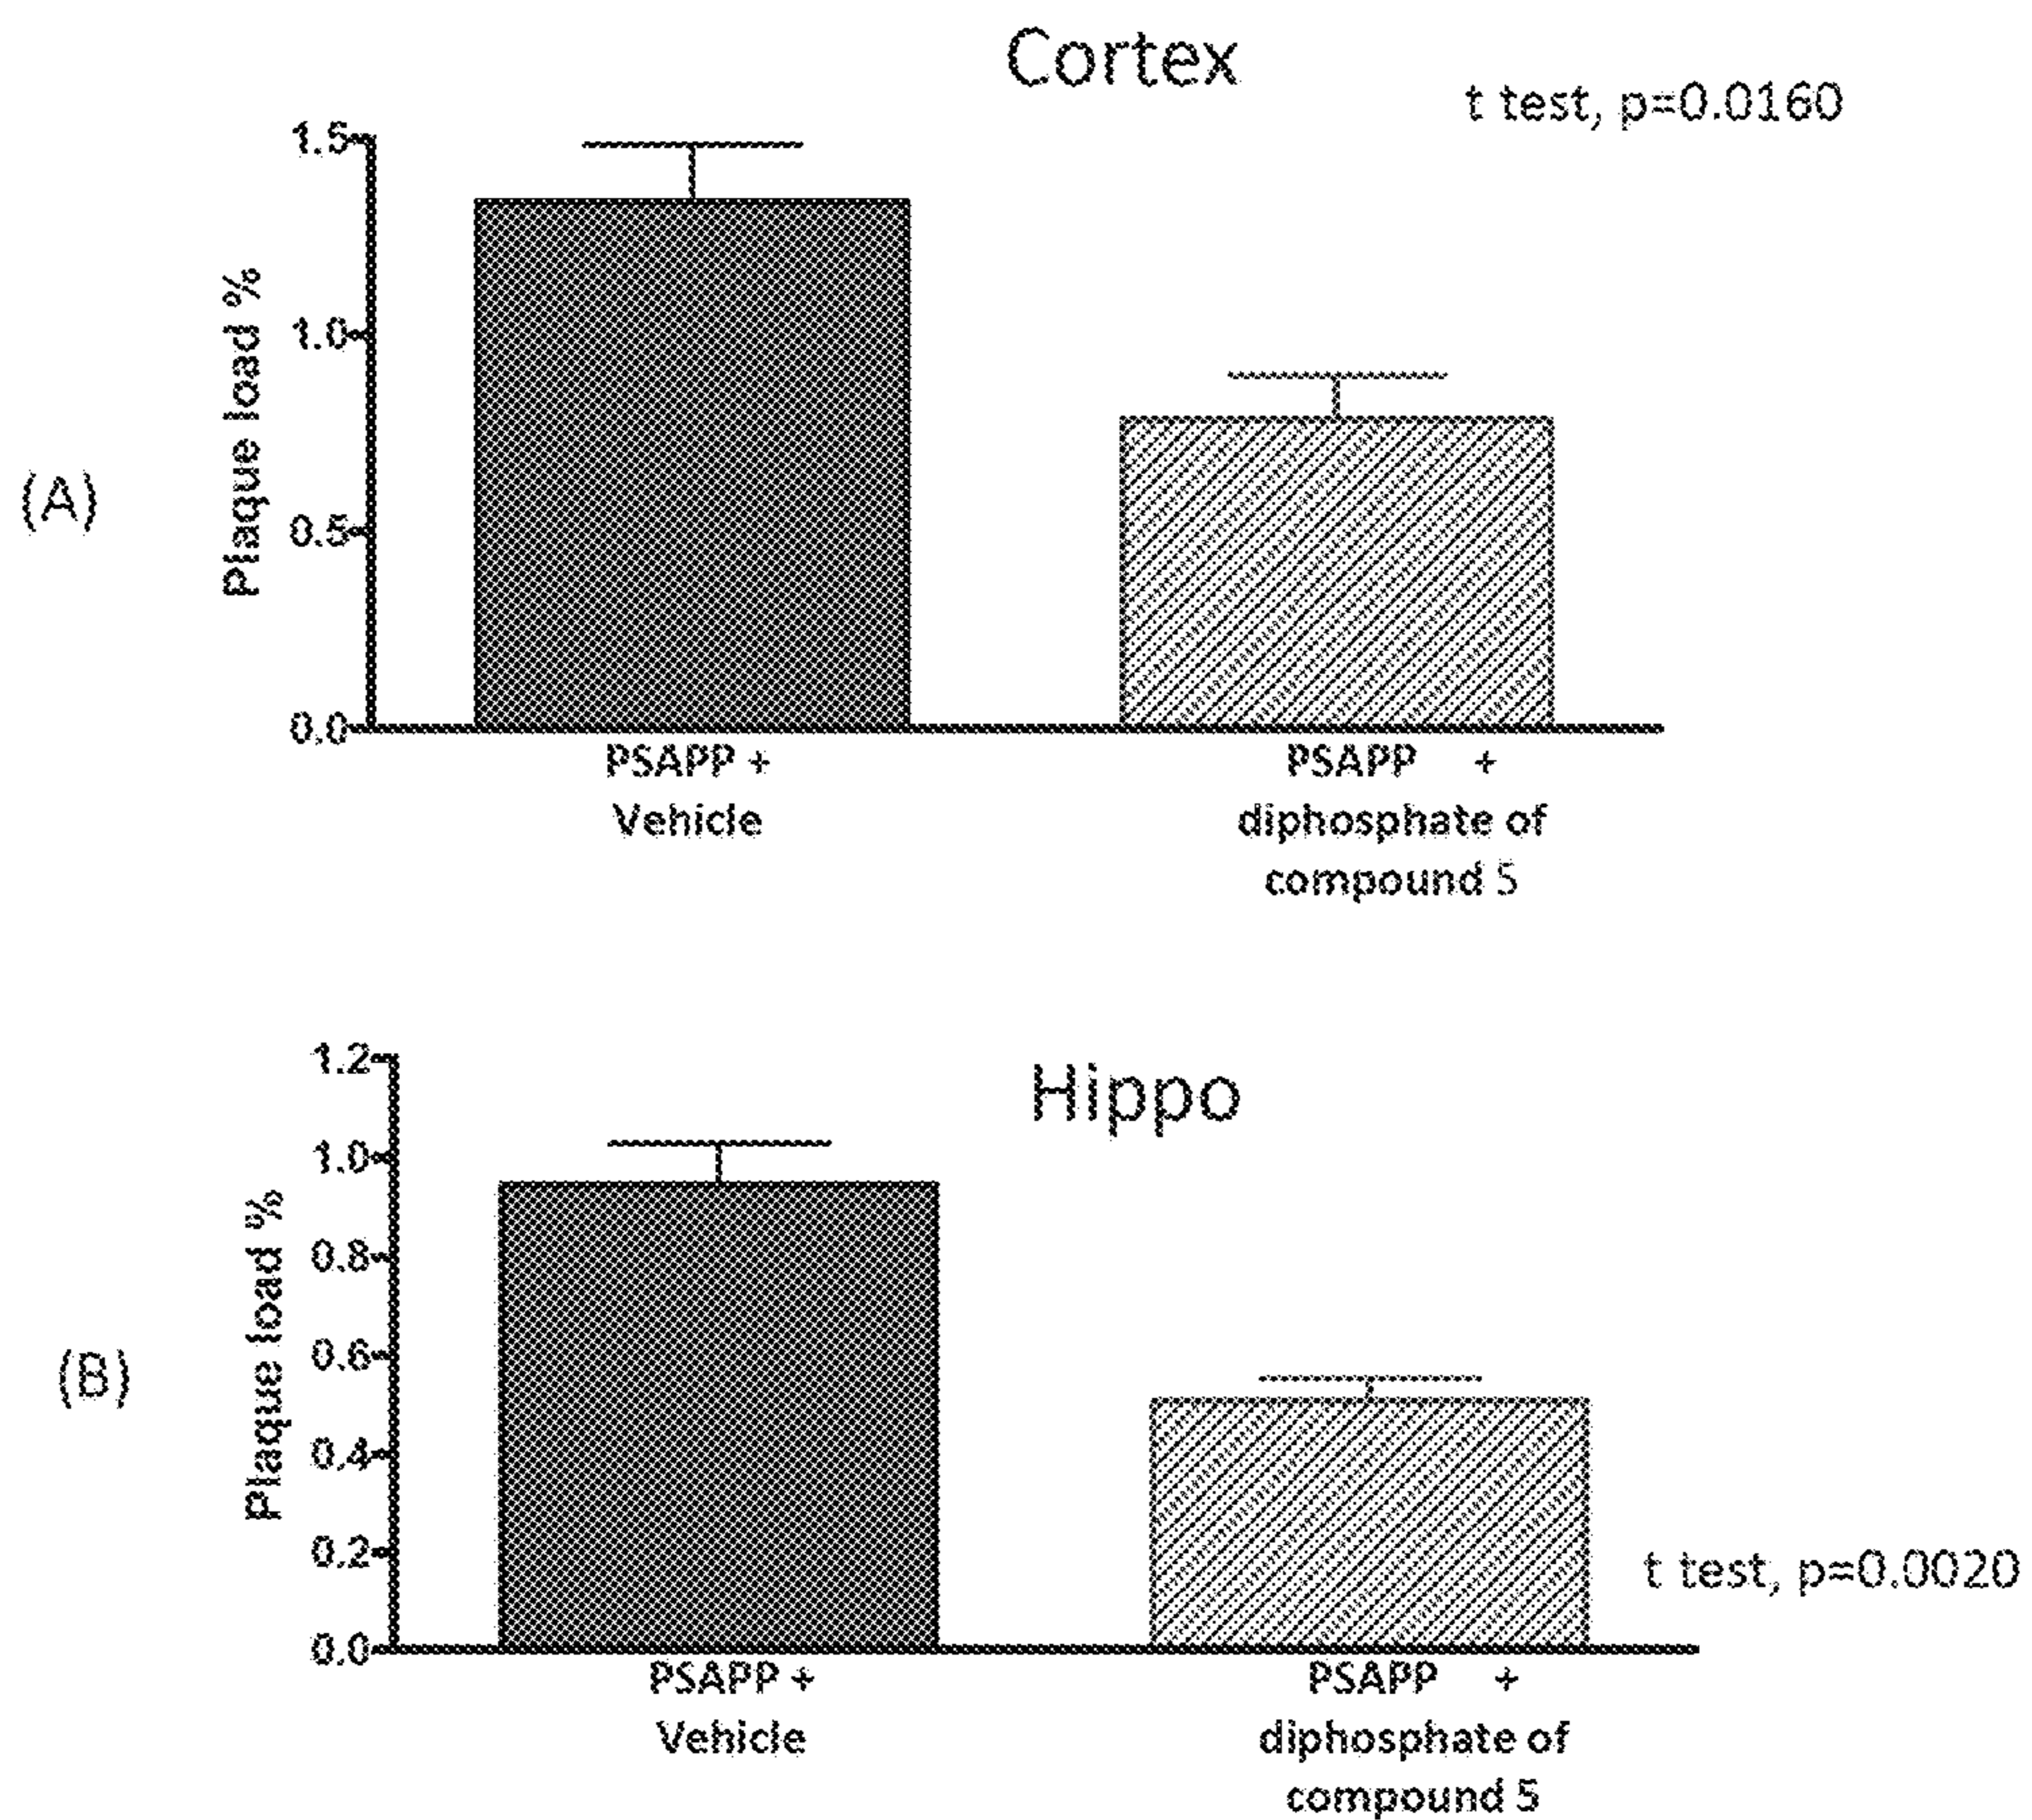 Cortex
t test, p=0.0160
(A)
Plaque load %
1.5
1.0
0.5
0.0
PSAPP +
Vehicle
PSAPP +
diphosphate of
compound 5
Hippo
(B)
Plaque load %
1.2
1.0
0.8
0.6
0.4
0.2
0.0
t test, p=0.0020
PSAPP +
Vehicle
PSAPP +
diphosphate of
compound 5